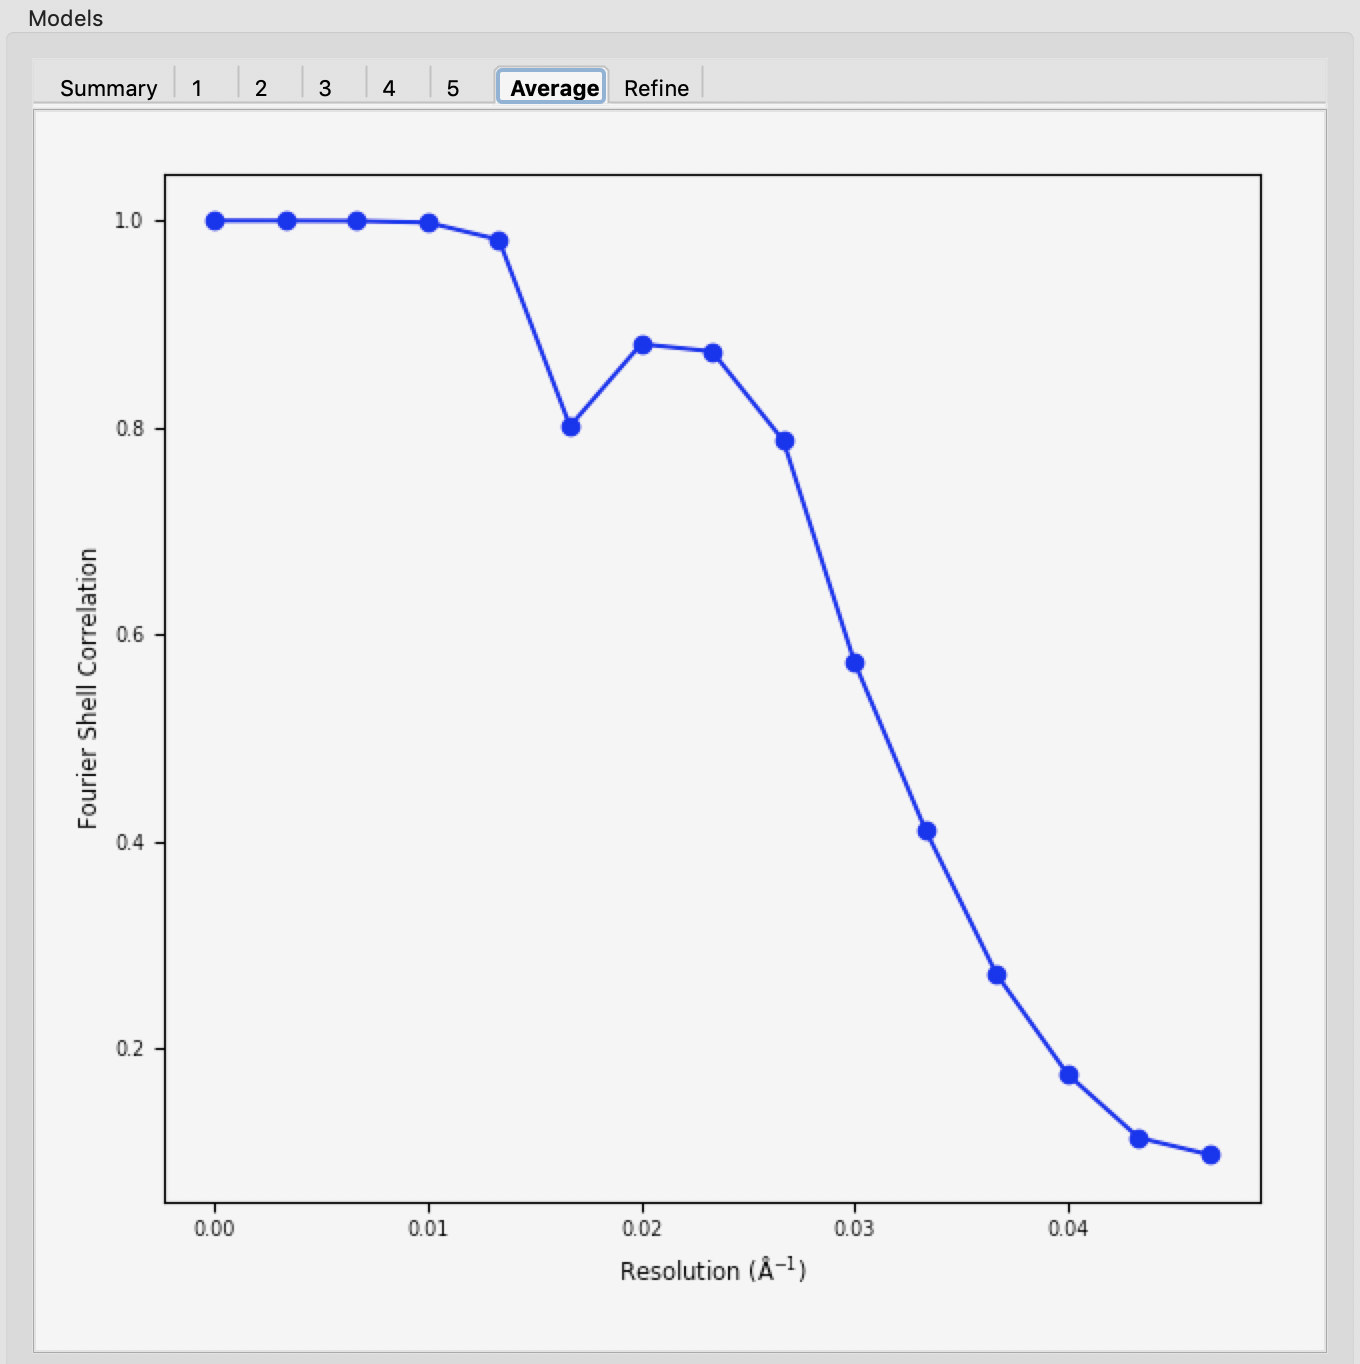 Models
Summary 1 2 3 4 5 Average Refine
1.0
0.8
0.6
0.4
0.2
Fourier Shell Correlation
0.00 0.01 0.02 0.03 0.04
Resolution (Å⁻¹)